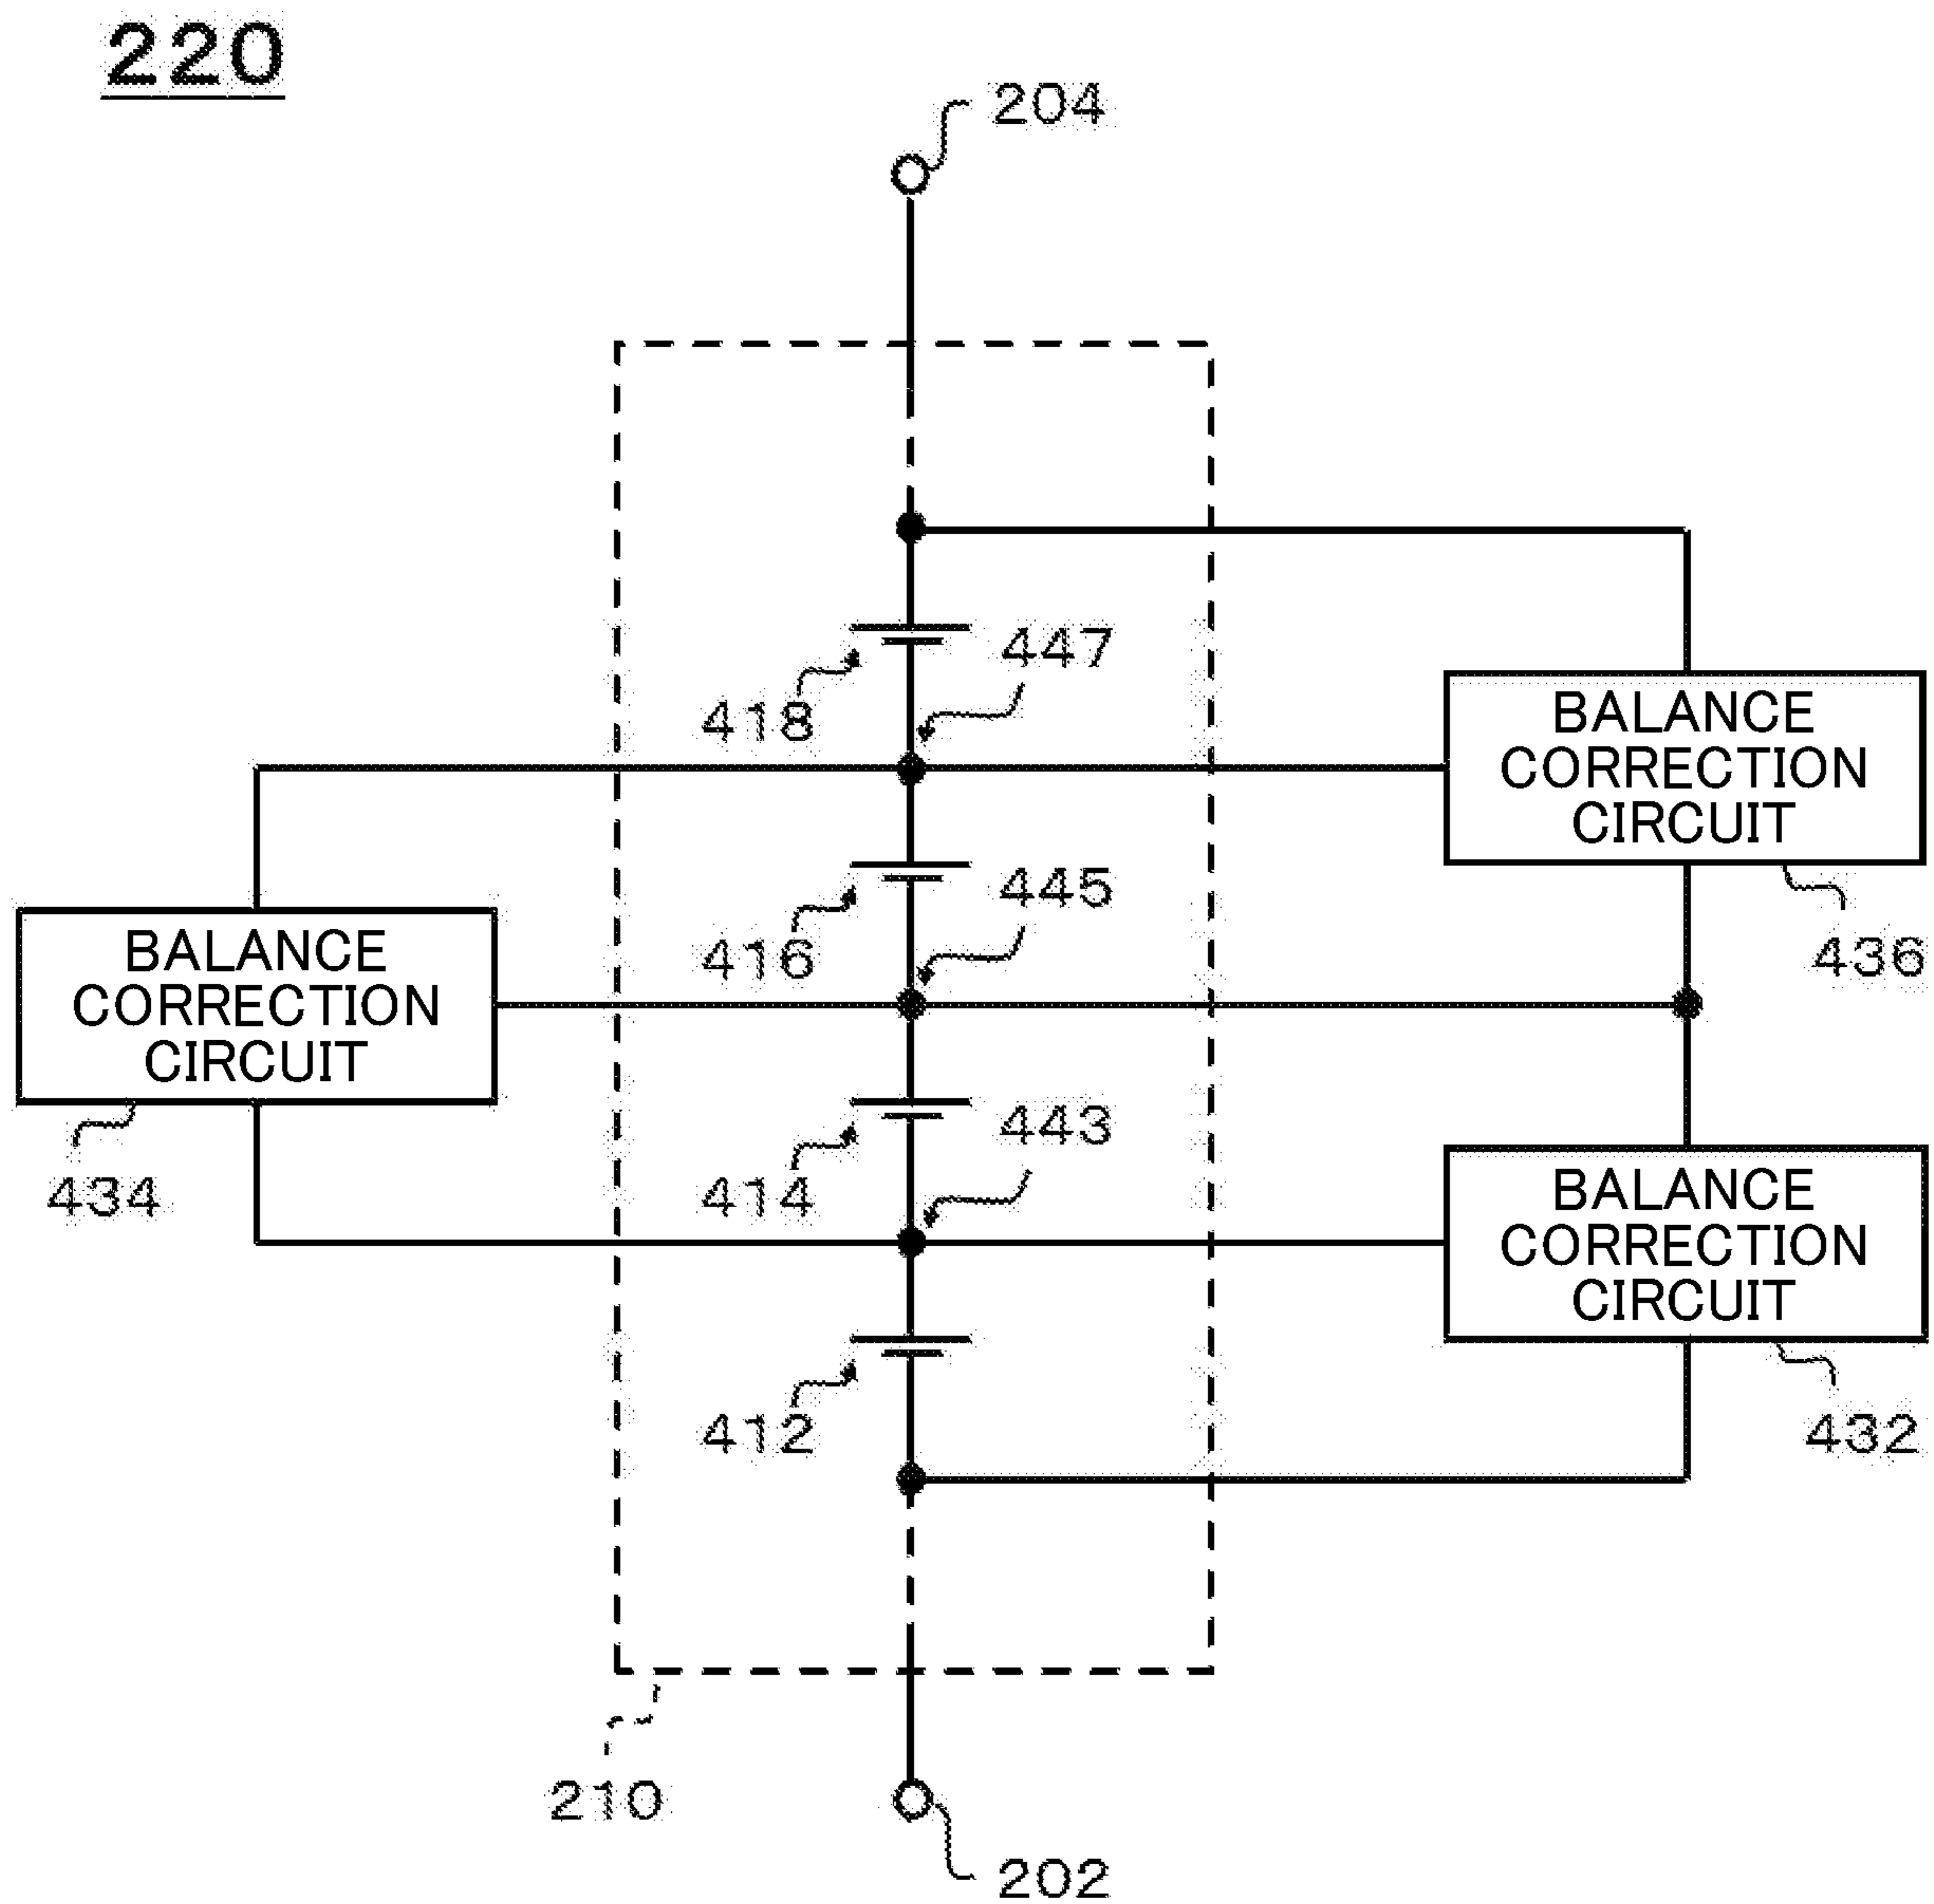 220
204
447
418
BALANCE
CORRECTION
CIRCUIT
445
416
436
BALANCE
CORRECTION
CIRCUIT
443
434
414
BALANCE
CORRECTION
CIRCUIT
412
432
210
202